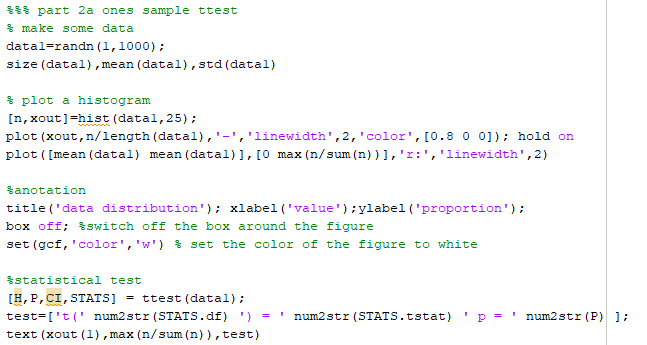 %%% part 2a ones sample ttest
% make some data
data1=randn(1,1000);
size(data1),mean(data1),std(data1)
% plot a histogram
[n,xout]=hist(data1,25);
plot(xout,n/length(data1),'-','linewidth',2,'color',[0.8 0 0]); hold on
plot([mean(data1) mean(data1)],[0 max(n/sum(n))],'r:','linewidth',2)
%anotation
title('data distribution'); xlabel('value');ylabel('proportion');
box off; %switch off the box around the figure
set(gcf,'color','w') % set the color of the figure to white
%statistical test
[H,P,CI,STATS] = ttest(data1);
test=['t(' num2str(STATS.df) ') = ' num2str(STATS.tstat) ' p = ' num2str(P) ];
text(xout(1),max(n/sum(n)),test)